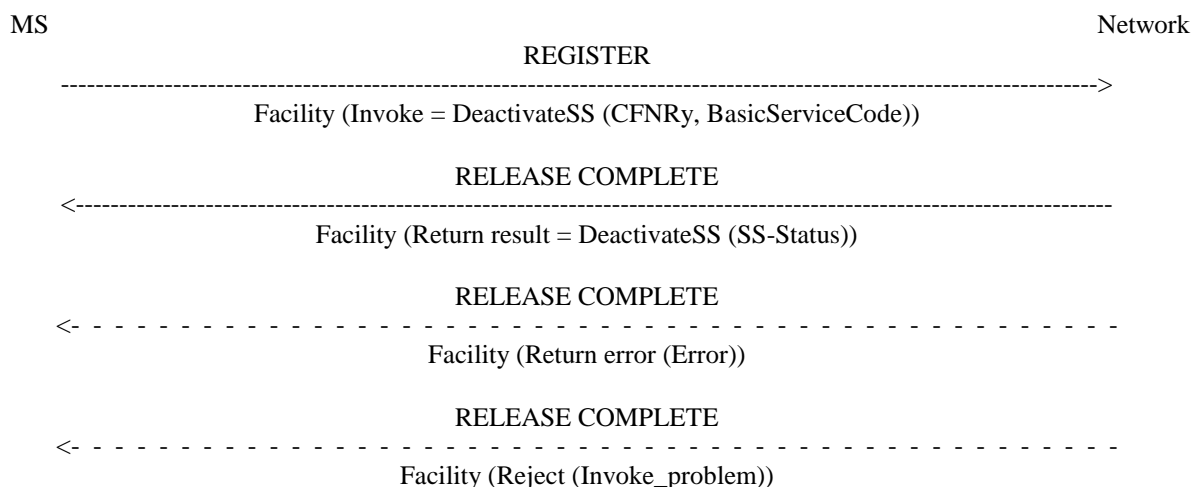 MS Network
REGISTER
Facility (Invoke = DeactivateSS (CFNRy, BasicServiceCode))
RELEASE COMPLETE
Facility (Return result = DeactivateSS (SS-Status))
RELEASE COMPLETE
Facility (Return error (Error))
RELEASE COMPLETE
Facility (Reject (Invoke_problem))